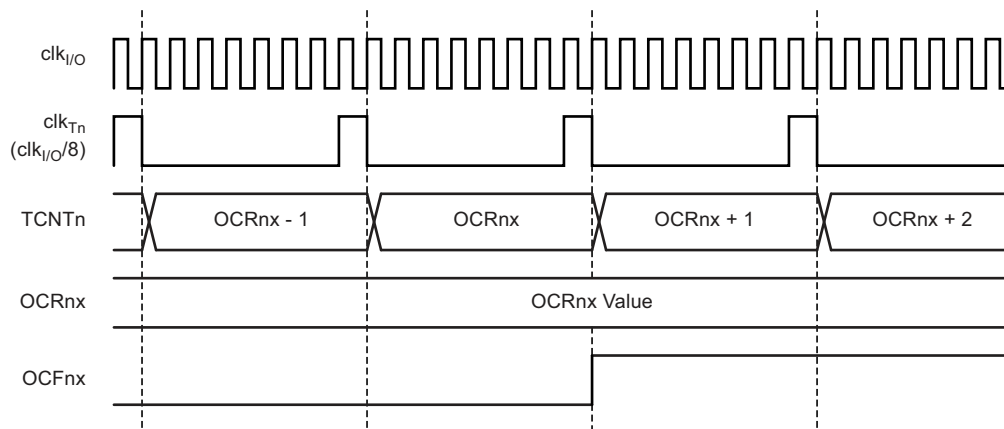 clkI/O
clkTn
(clkI/O/8)
TCNTn
OCRnx - 1
OCRnx
OCRnx + 1
OCRnx + 2
OCRnx
OCRnx Value
OCFnx